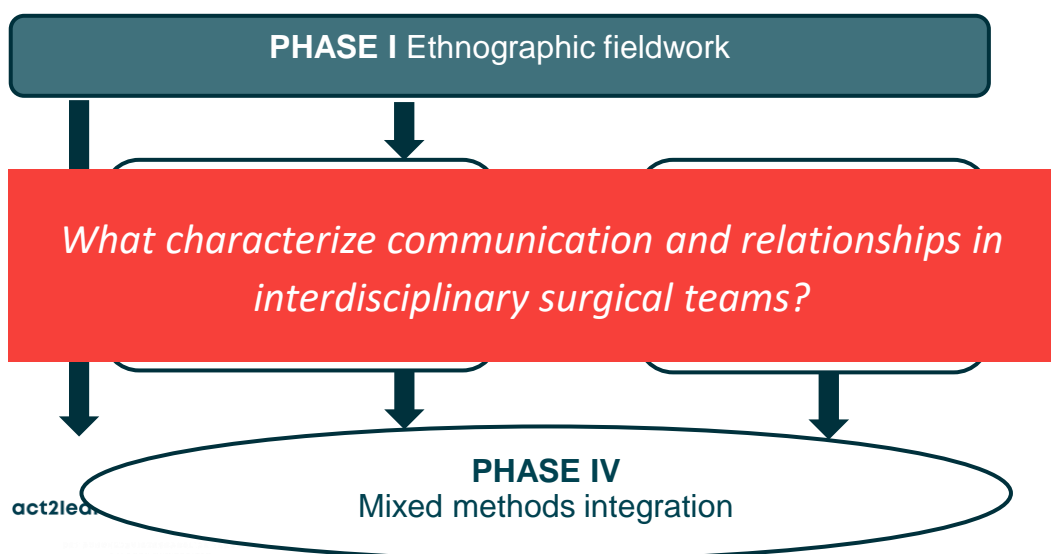 PHASE I Ethnographic fieldwork
What characterize communication and relationships in
interdisciplinary surgical teams?
PHASE IV
Mixed methods integration